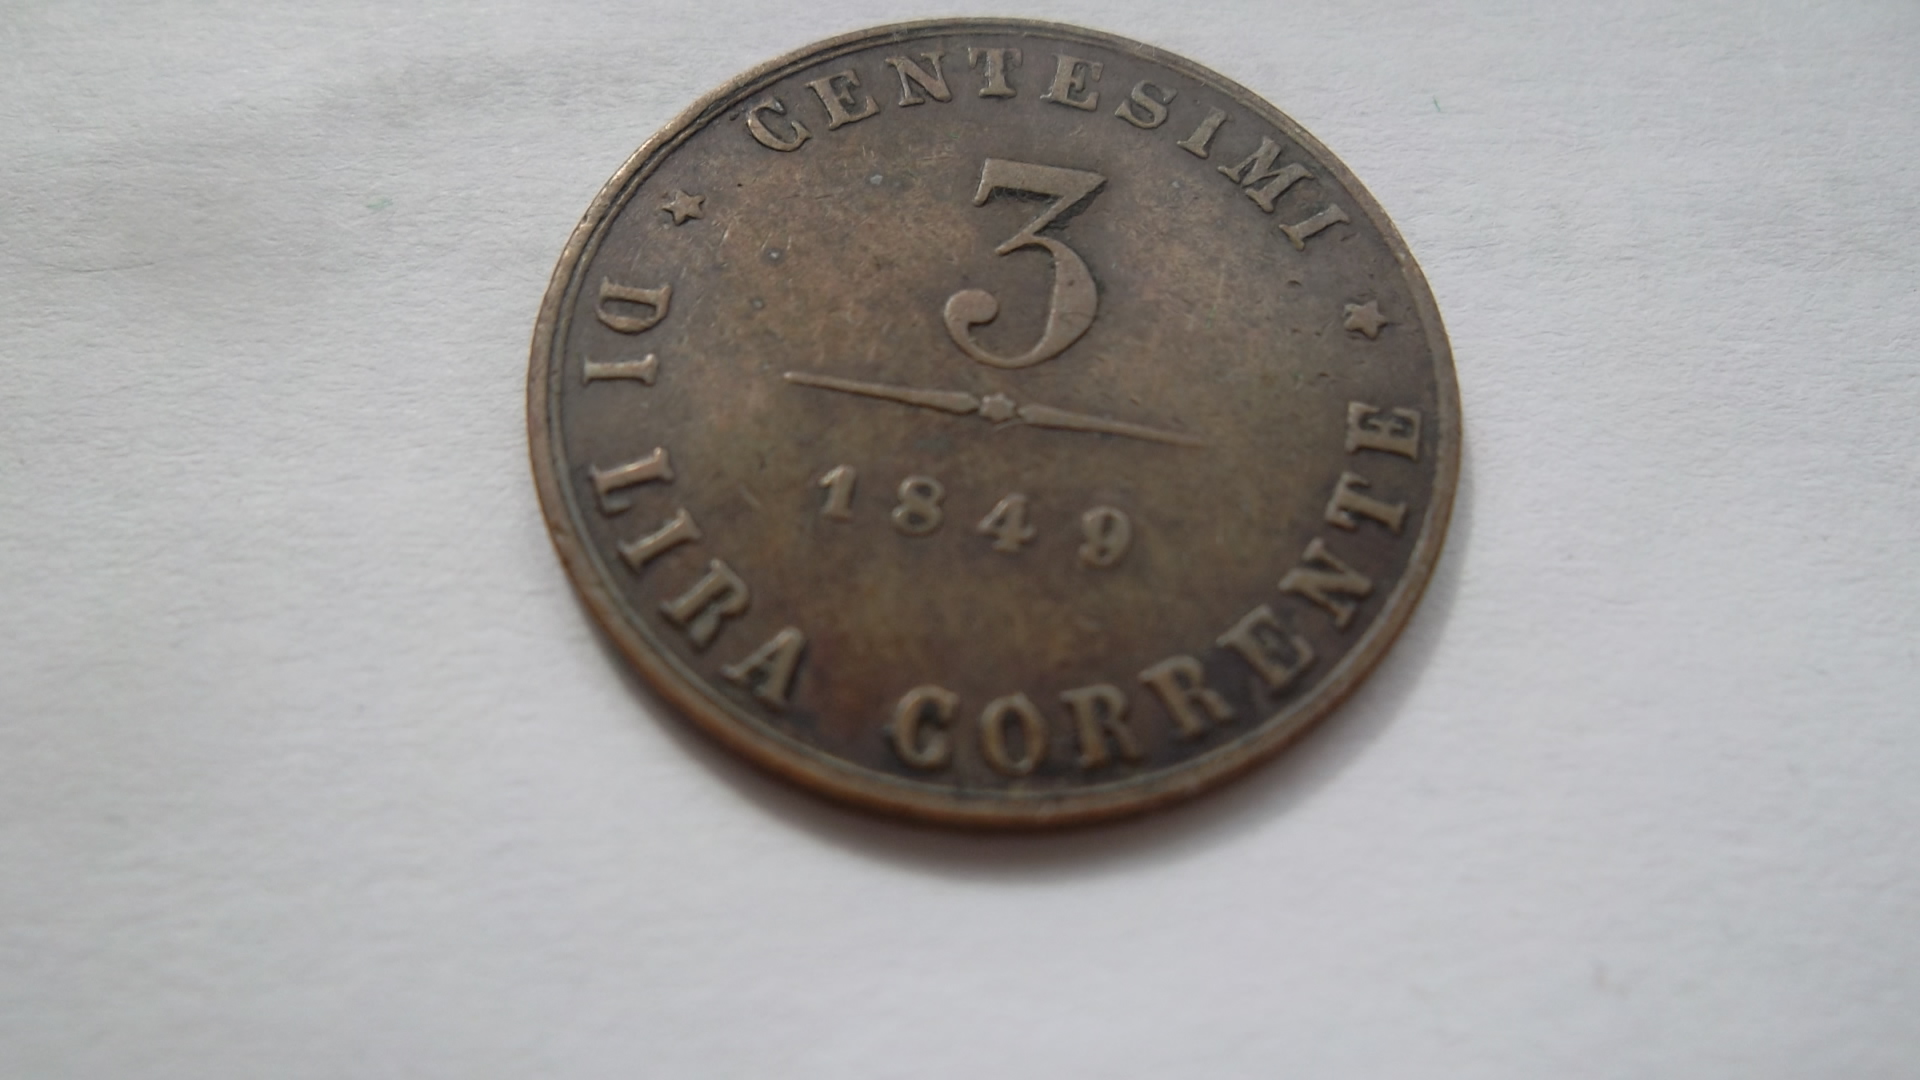 CENTESIMI
3
1849
DI LIRA CORRENTE